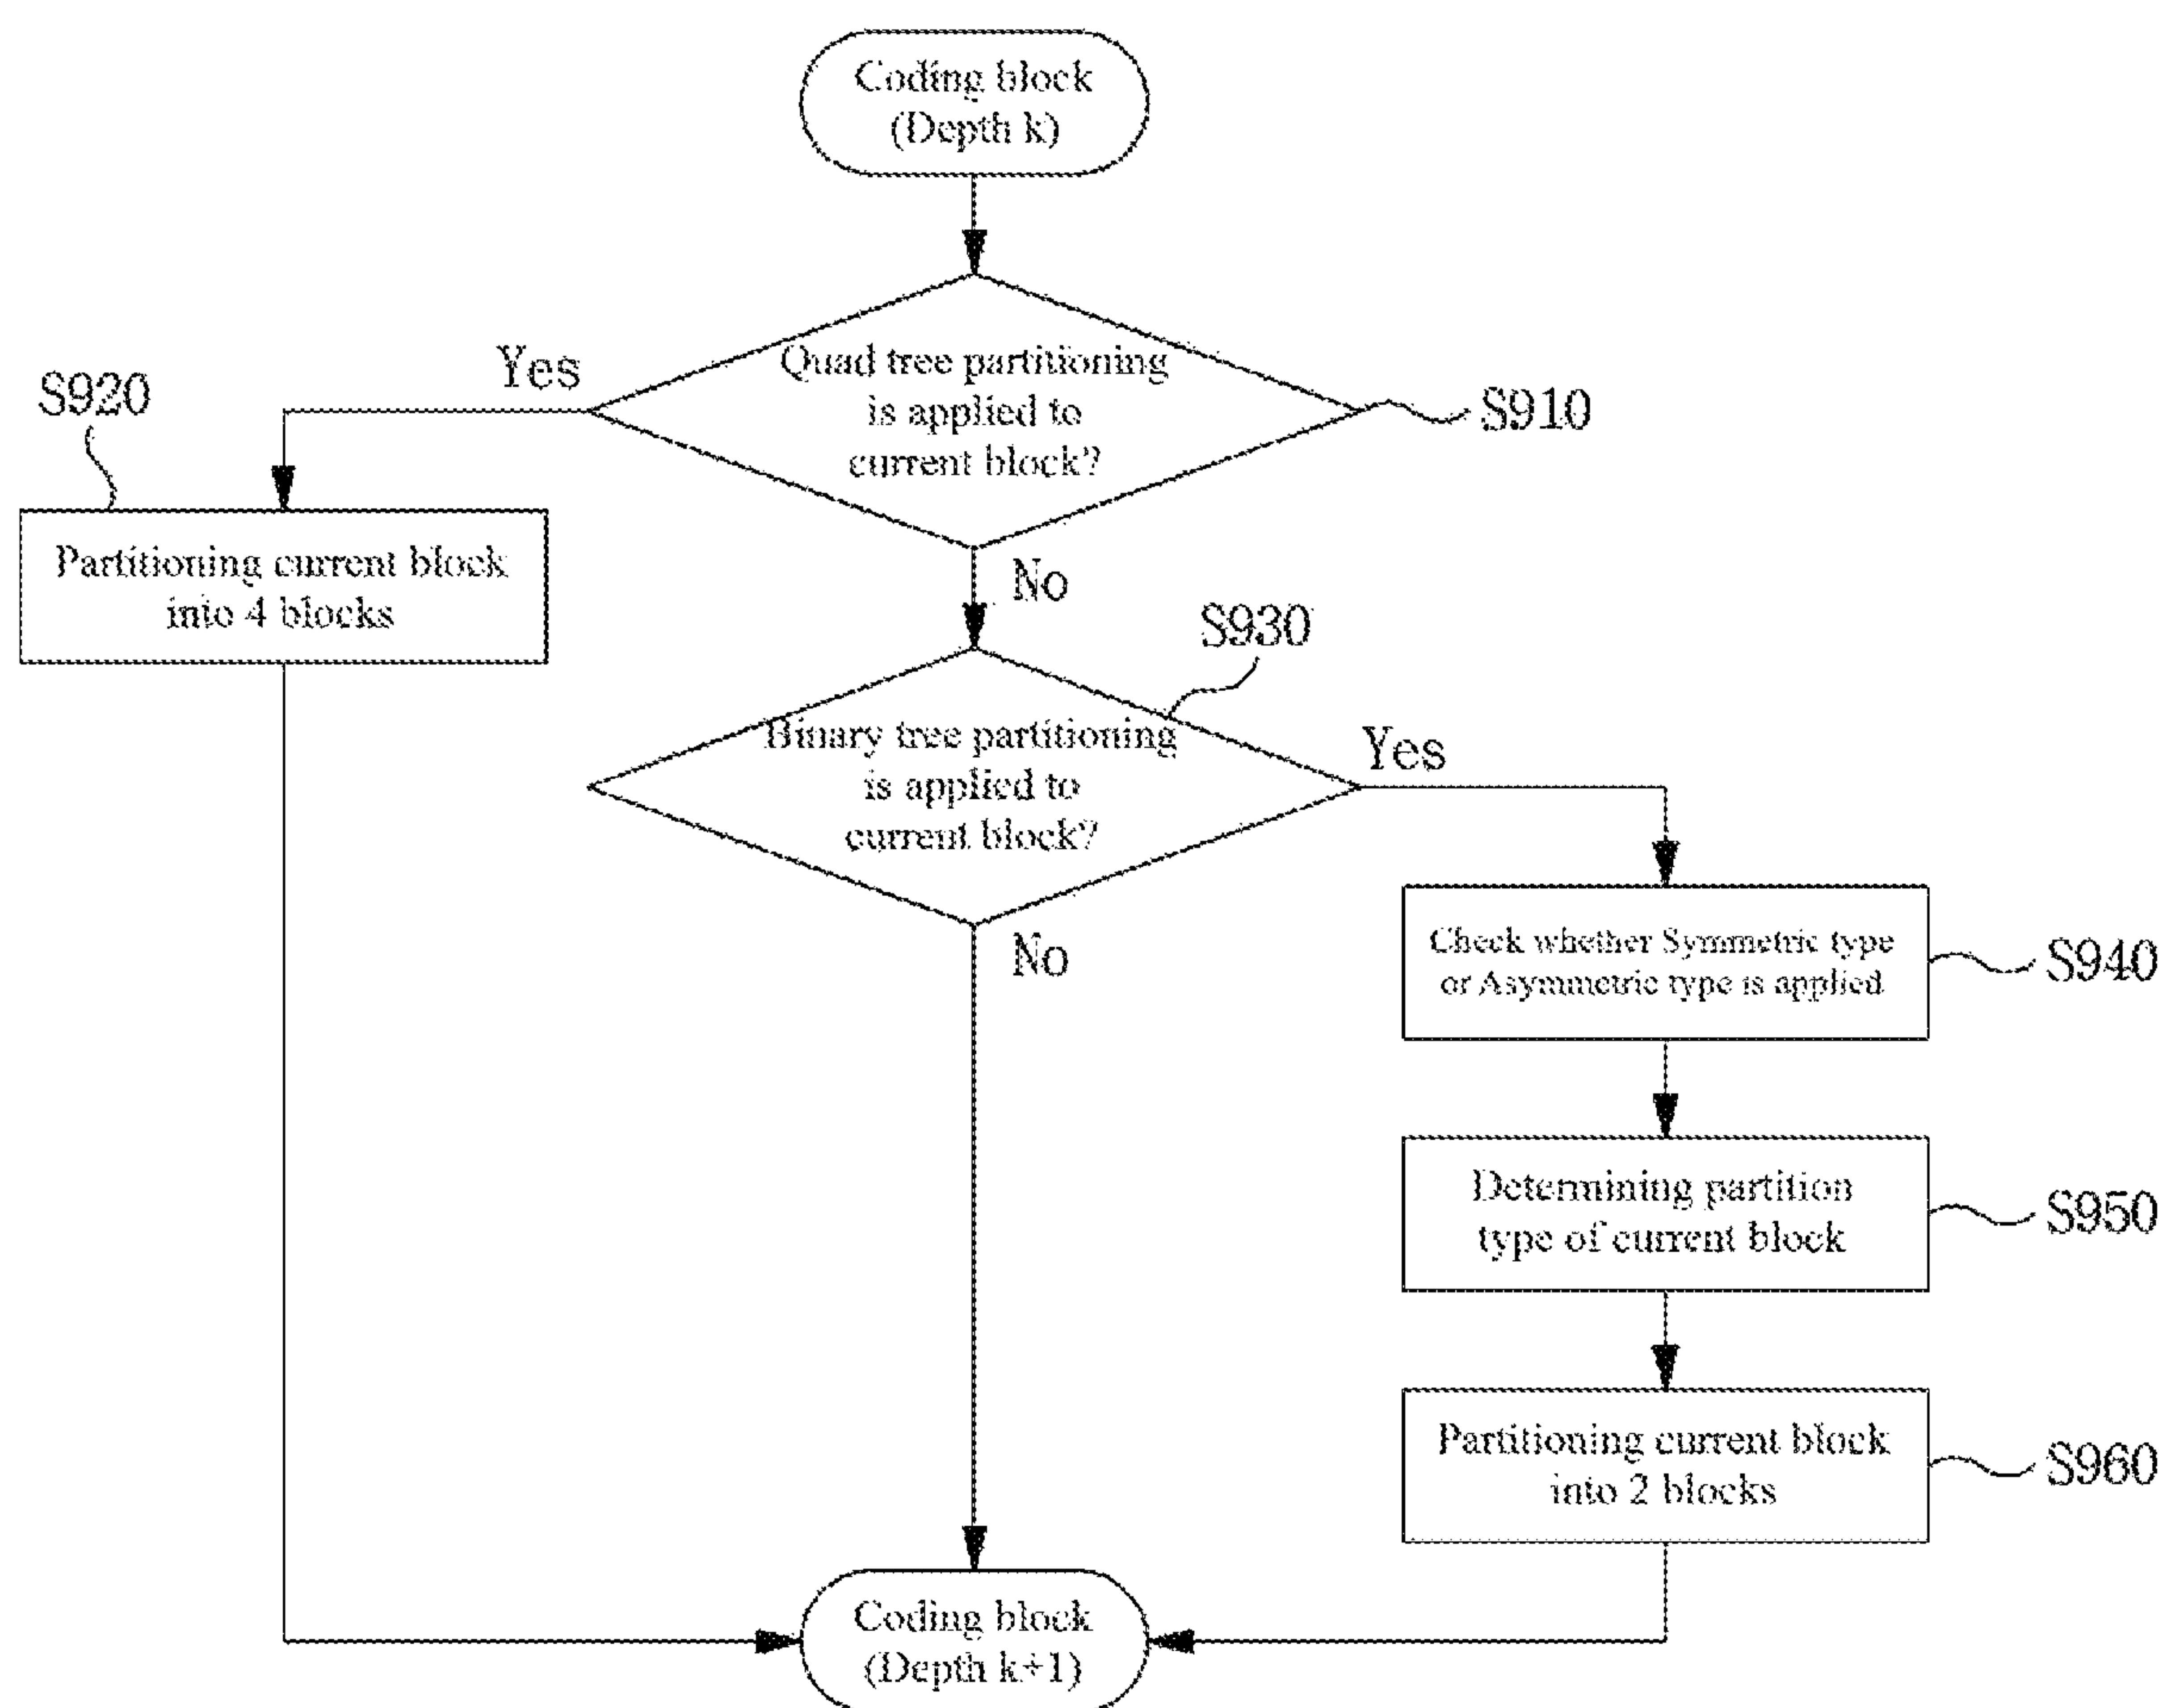 Coding block
(Depth k)
Quad tree partitioning
is applied to
current block?
Yes
S910
S920
Partitioning current block
into 4 blocks
No
S930
Binary tree partitioning
is applied to
current block?
Yes
No
Check whether Symmetric type
or Asymmetric type is applied
S940
Determining partition
type of current block
S950
Partitioning current block
into 2 blocks
S960
Coding block
(Depth k+1)